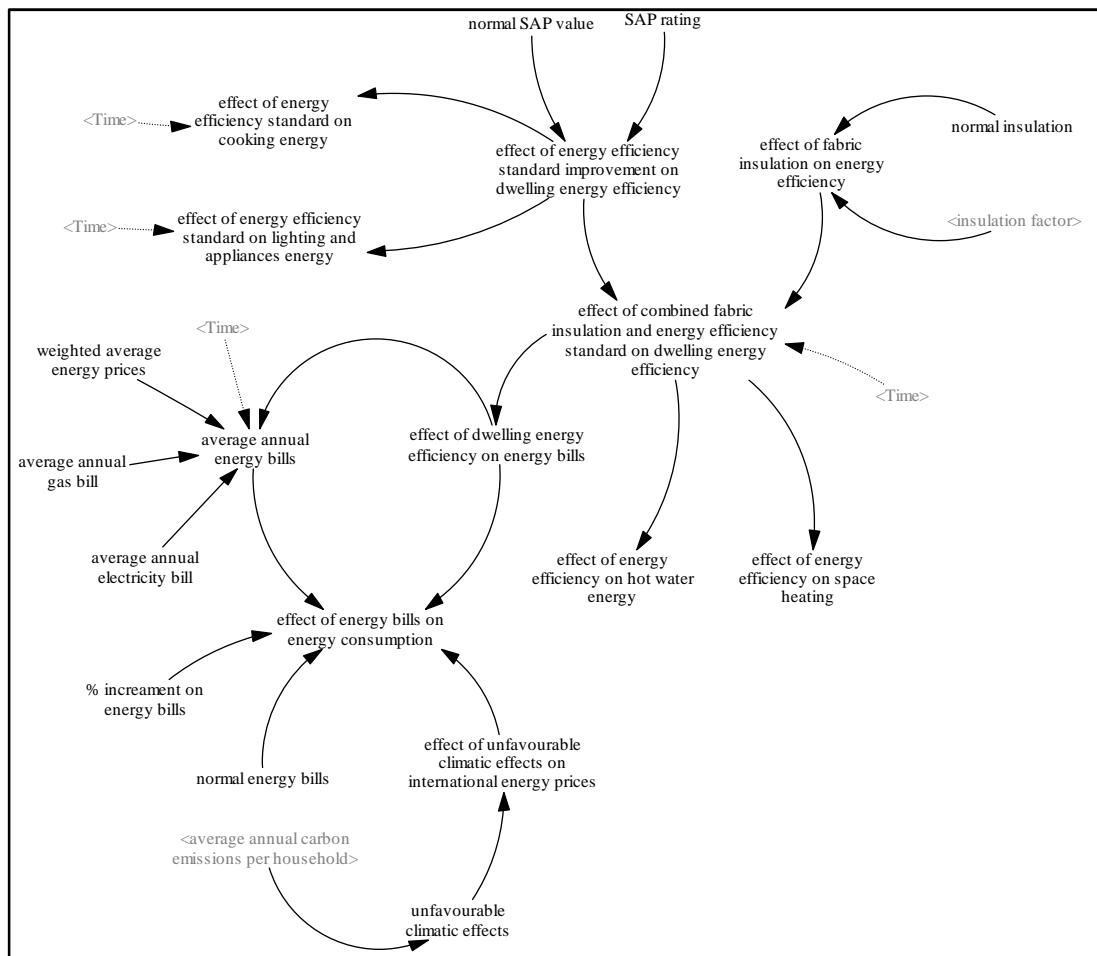 normal SAP value
SAP rating
effect of energy
efficiency standard on
cooking energy
<Time>
normal insulation
effect of fabric
insulation on energy
efficiency
effect of energy efficiency
standard improvement on
dwelling energy efficiency
<Time>
effect of energy efficiency
standard on lighting and
appliances energy
<insulation factor>
effect of combined fabric
insulation and energy efficiency
standard on dwelling energy
efficiency
<Time>
weighted average
energy prices
<Time>
average annual
energy bills
effect of dwelling energy
efficiency on energy bills
average annual
gas bill
average annual
electricity bill
effect of energy
efficiency on hot water
energy
effect of energy
efficiency on space
heating
effect of energy bills on
energy consumption
% increament on
energy bills
normal energy bills
effect of unfavourable
climatic effects on
international energy prices
<average annual carbon
emissions per household>
unfavourable
climatic effects